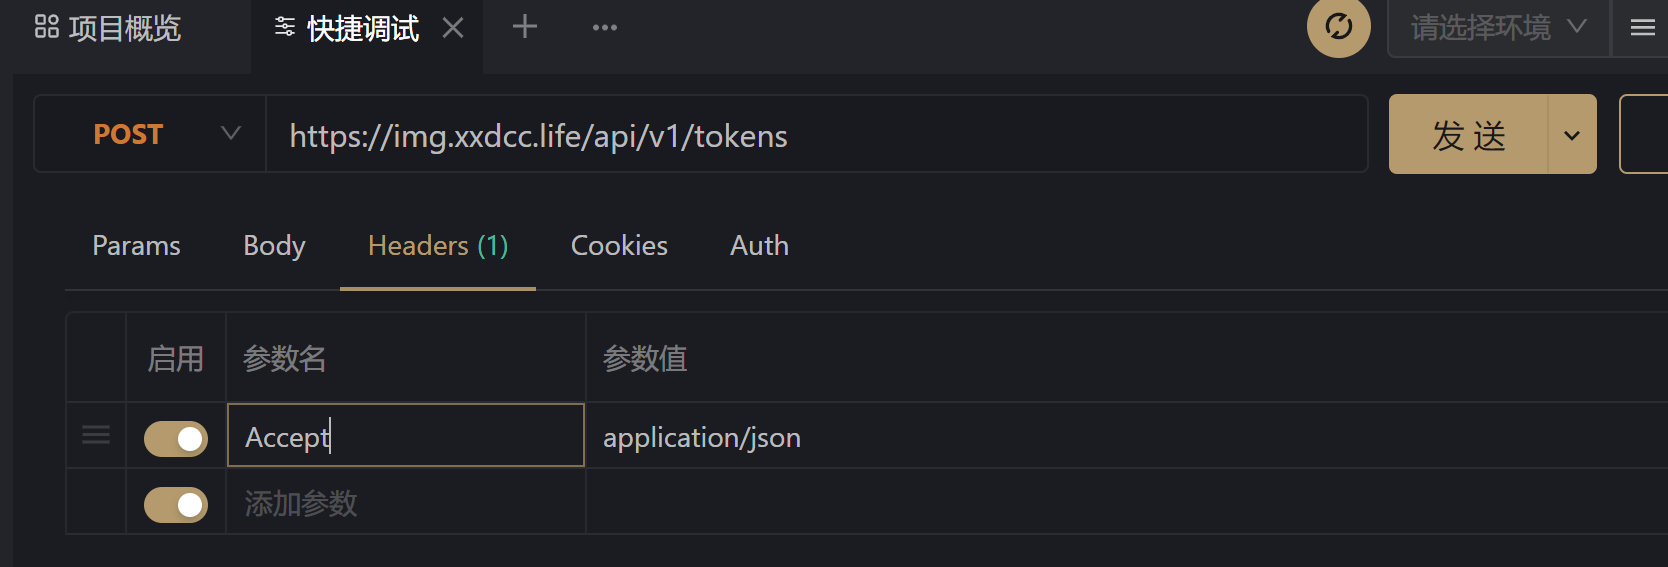 项目概览 快捷调试 请选择环境
POST https://img.xxdcc.life/api/v1/tokens 发 送
Params Body Headers (1) Cookies Auth
启用 参数名 参数值
Accept application/json
添加参数